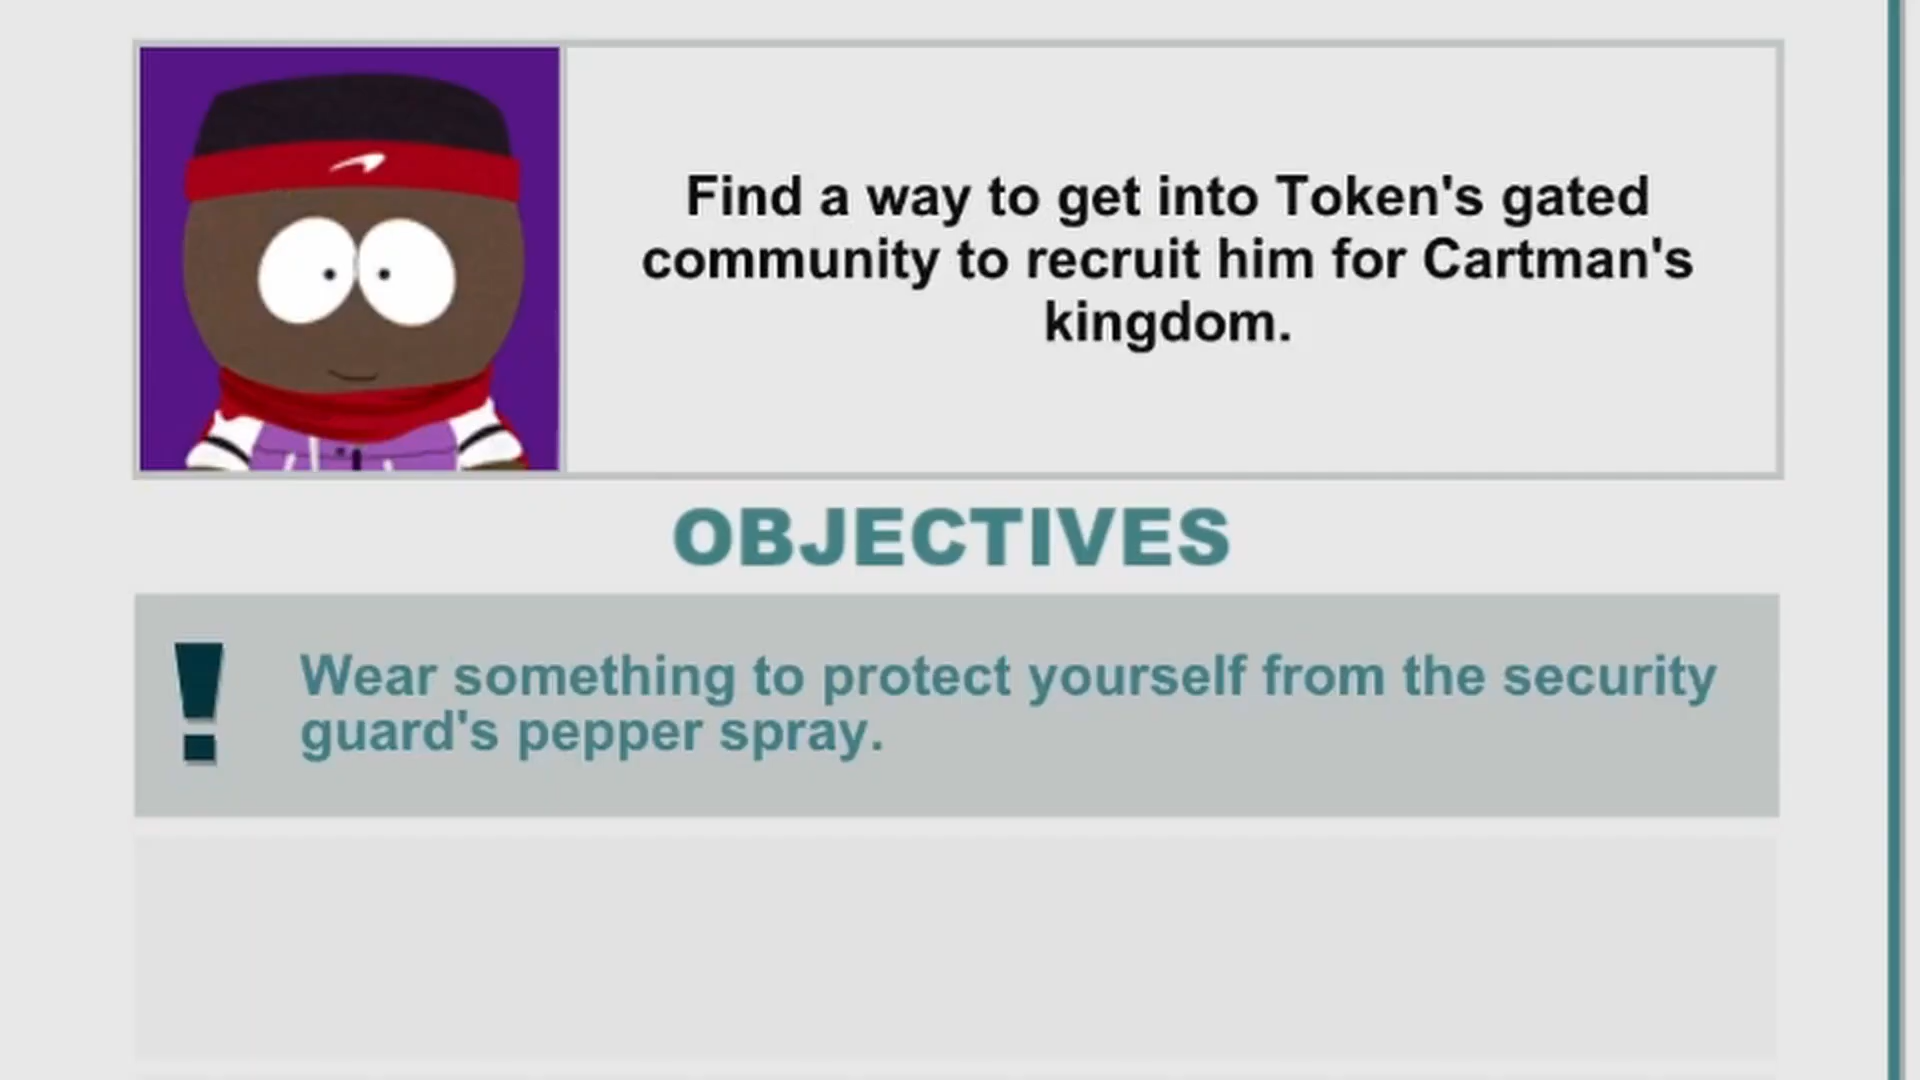 Find a way to get into Token's gated
community to recruit him for Cartman's
kingdom.
OBJECTIVES
! Wear something to protect yourself from the security
guard's pepper spray.